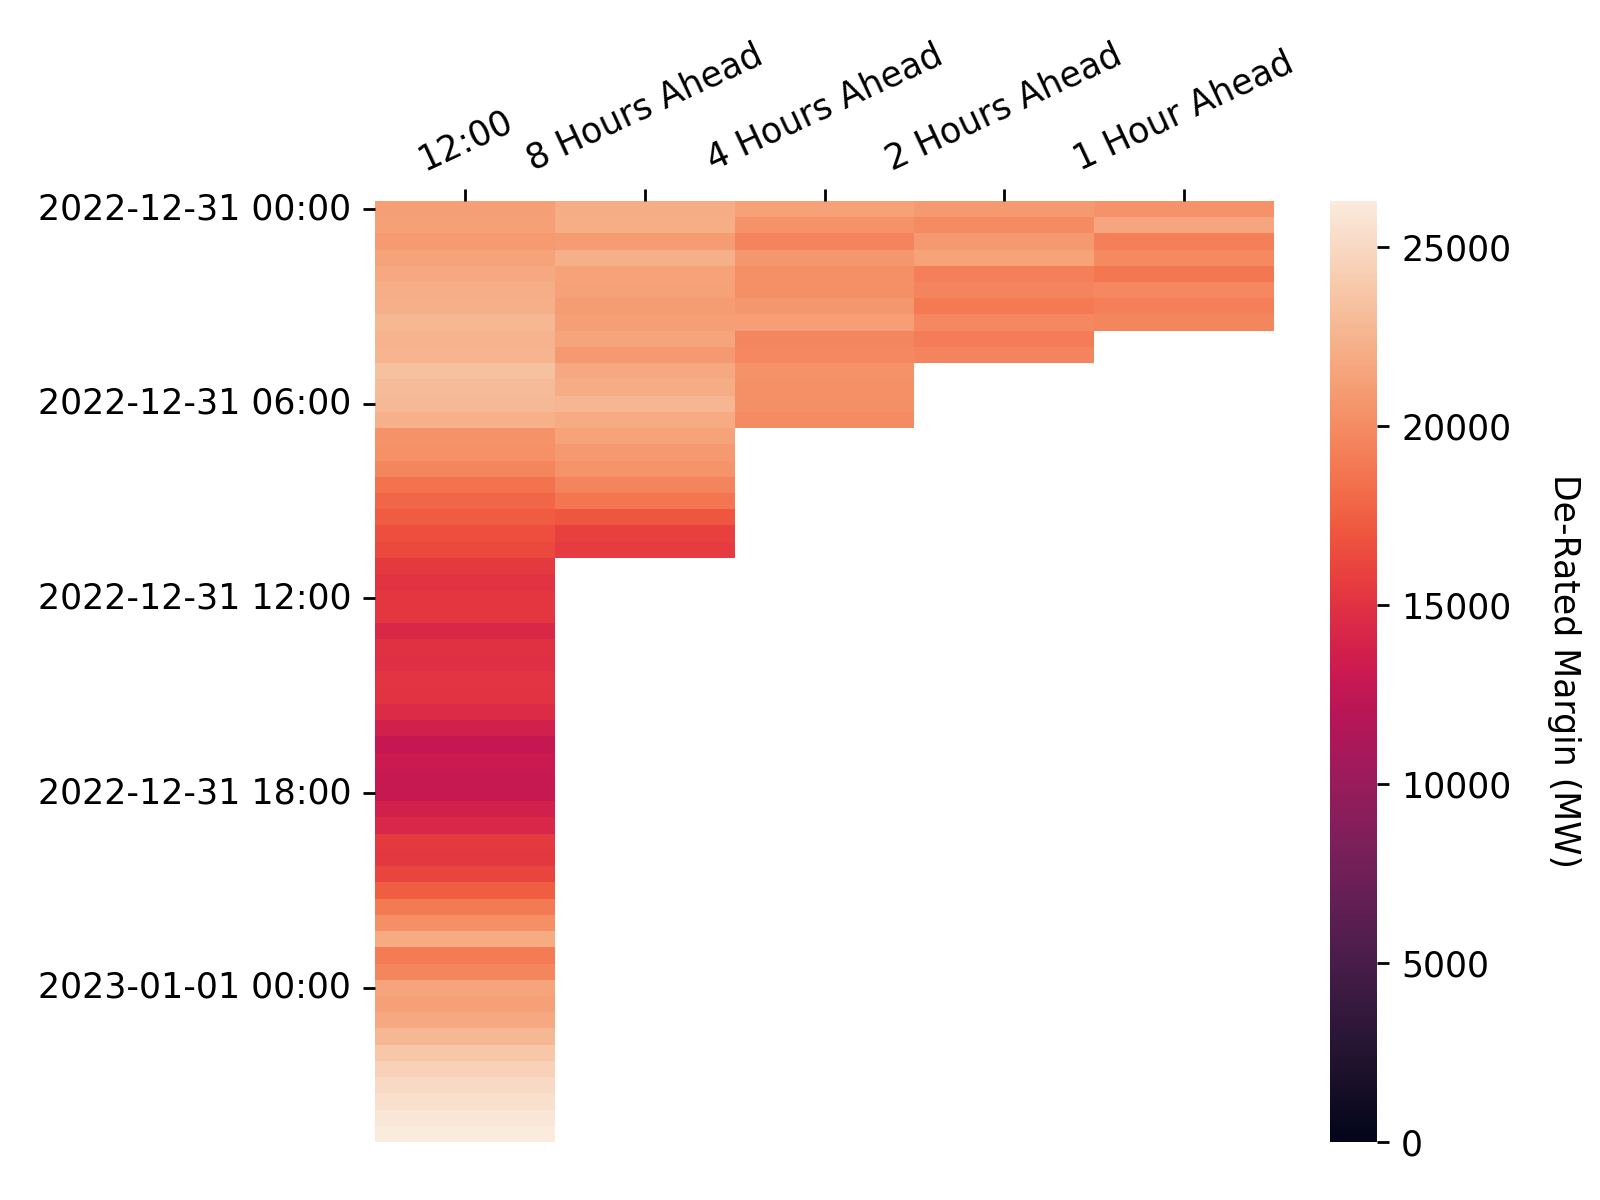 12:00
8 Hours Ahead
4 Hours Ahead
2 Hours Ahead
1 Hour Ahead
2022-12-31 00:00
2022-12-31 06:00
2022-12-31 12:00
2022-12-31 18:00
2023-01-01 00:00
25000
20000
15000
10000
5000
0
De-Rated Margin (MW)